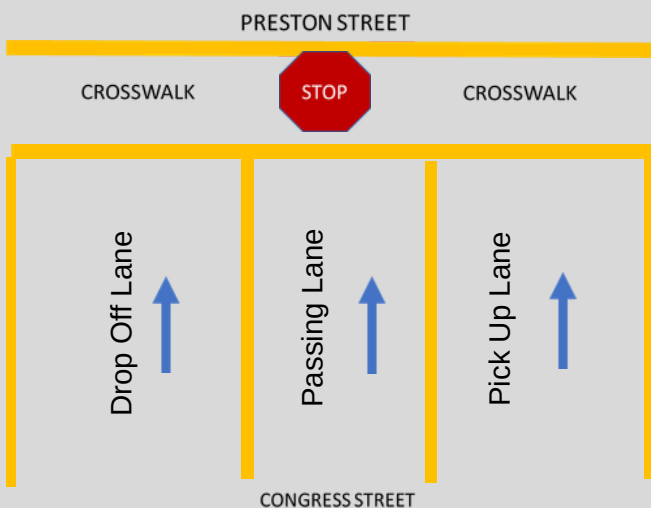 PRESTON STREET
CROSSWALK
STOP
CROSSWALK
Drop Off Lane
Passing Lane
Pick Up Lane
CONGRESS STREET